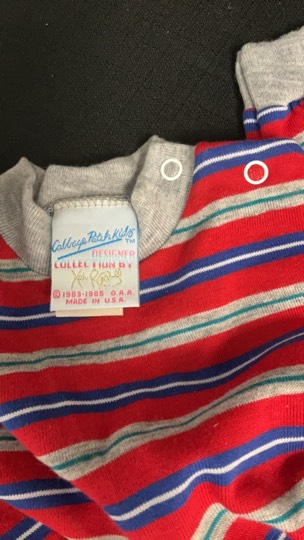 Cabbage Patch Kids™
DESIGNER
COLLECTION BY
© 1983-1985 O.A.A.
MADE IN U.S.A.